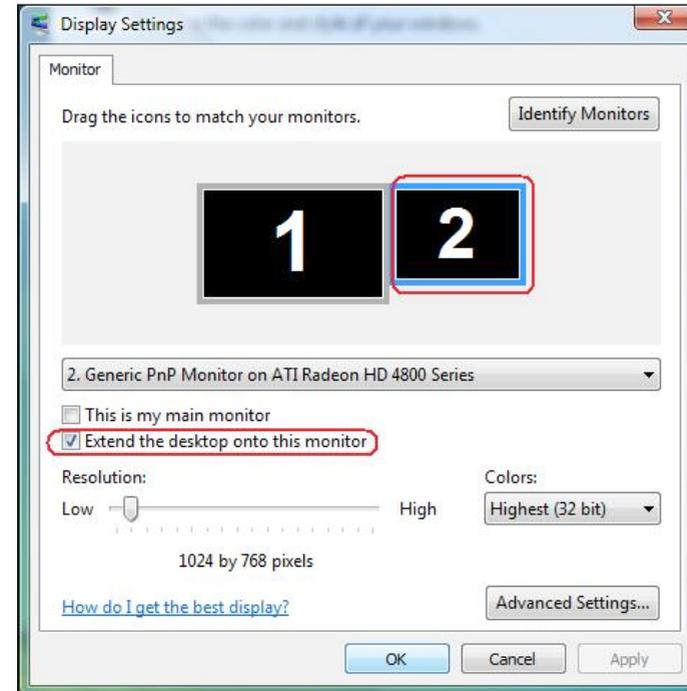 Display Settings
Monitor
Drag the icons to match your monitors.
Identify Monitors
1
2
2. Generic PnP Monitor on ATI Radeon HD 4800 Series
This is my main monitor
Extend the desktop onto this monitor
Resolution:
Colors:
Low
High
Highest (32 bit)
1024 by 768 pixels
How do I get the best display?
Advanced Settings...
OK
Cancel
Apply